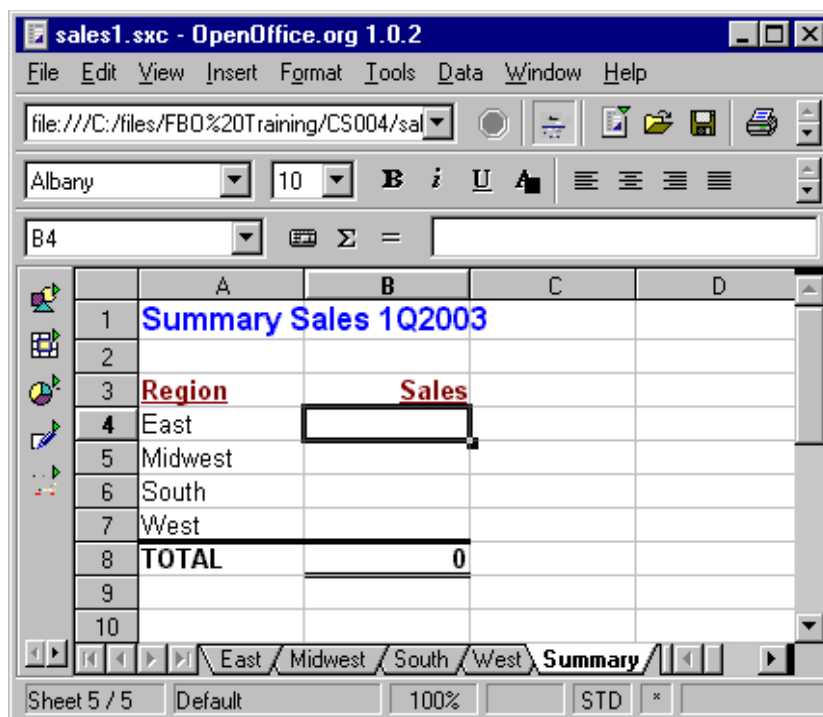 sales1.sxc - OpenOffice.org 1.0.2
File Edit View Insert Format Tools Data Window Help
file:///C:/files/FBO%20Training/CS004/sal
Albany 10 B i U A
B4 Σ =
A B C D
1 Summary Sales 1Q2003
2
3 Region Sales
4 East
5 Midwest
6 South
7 West
8 TOTAL 0
9
10
East Midwest South West Summary
Sheet 5 / 5 Default 100% STD *